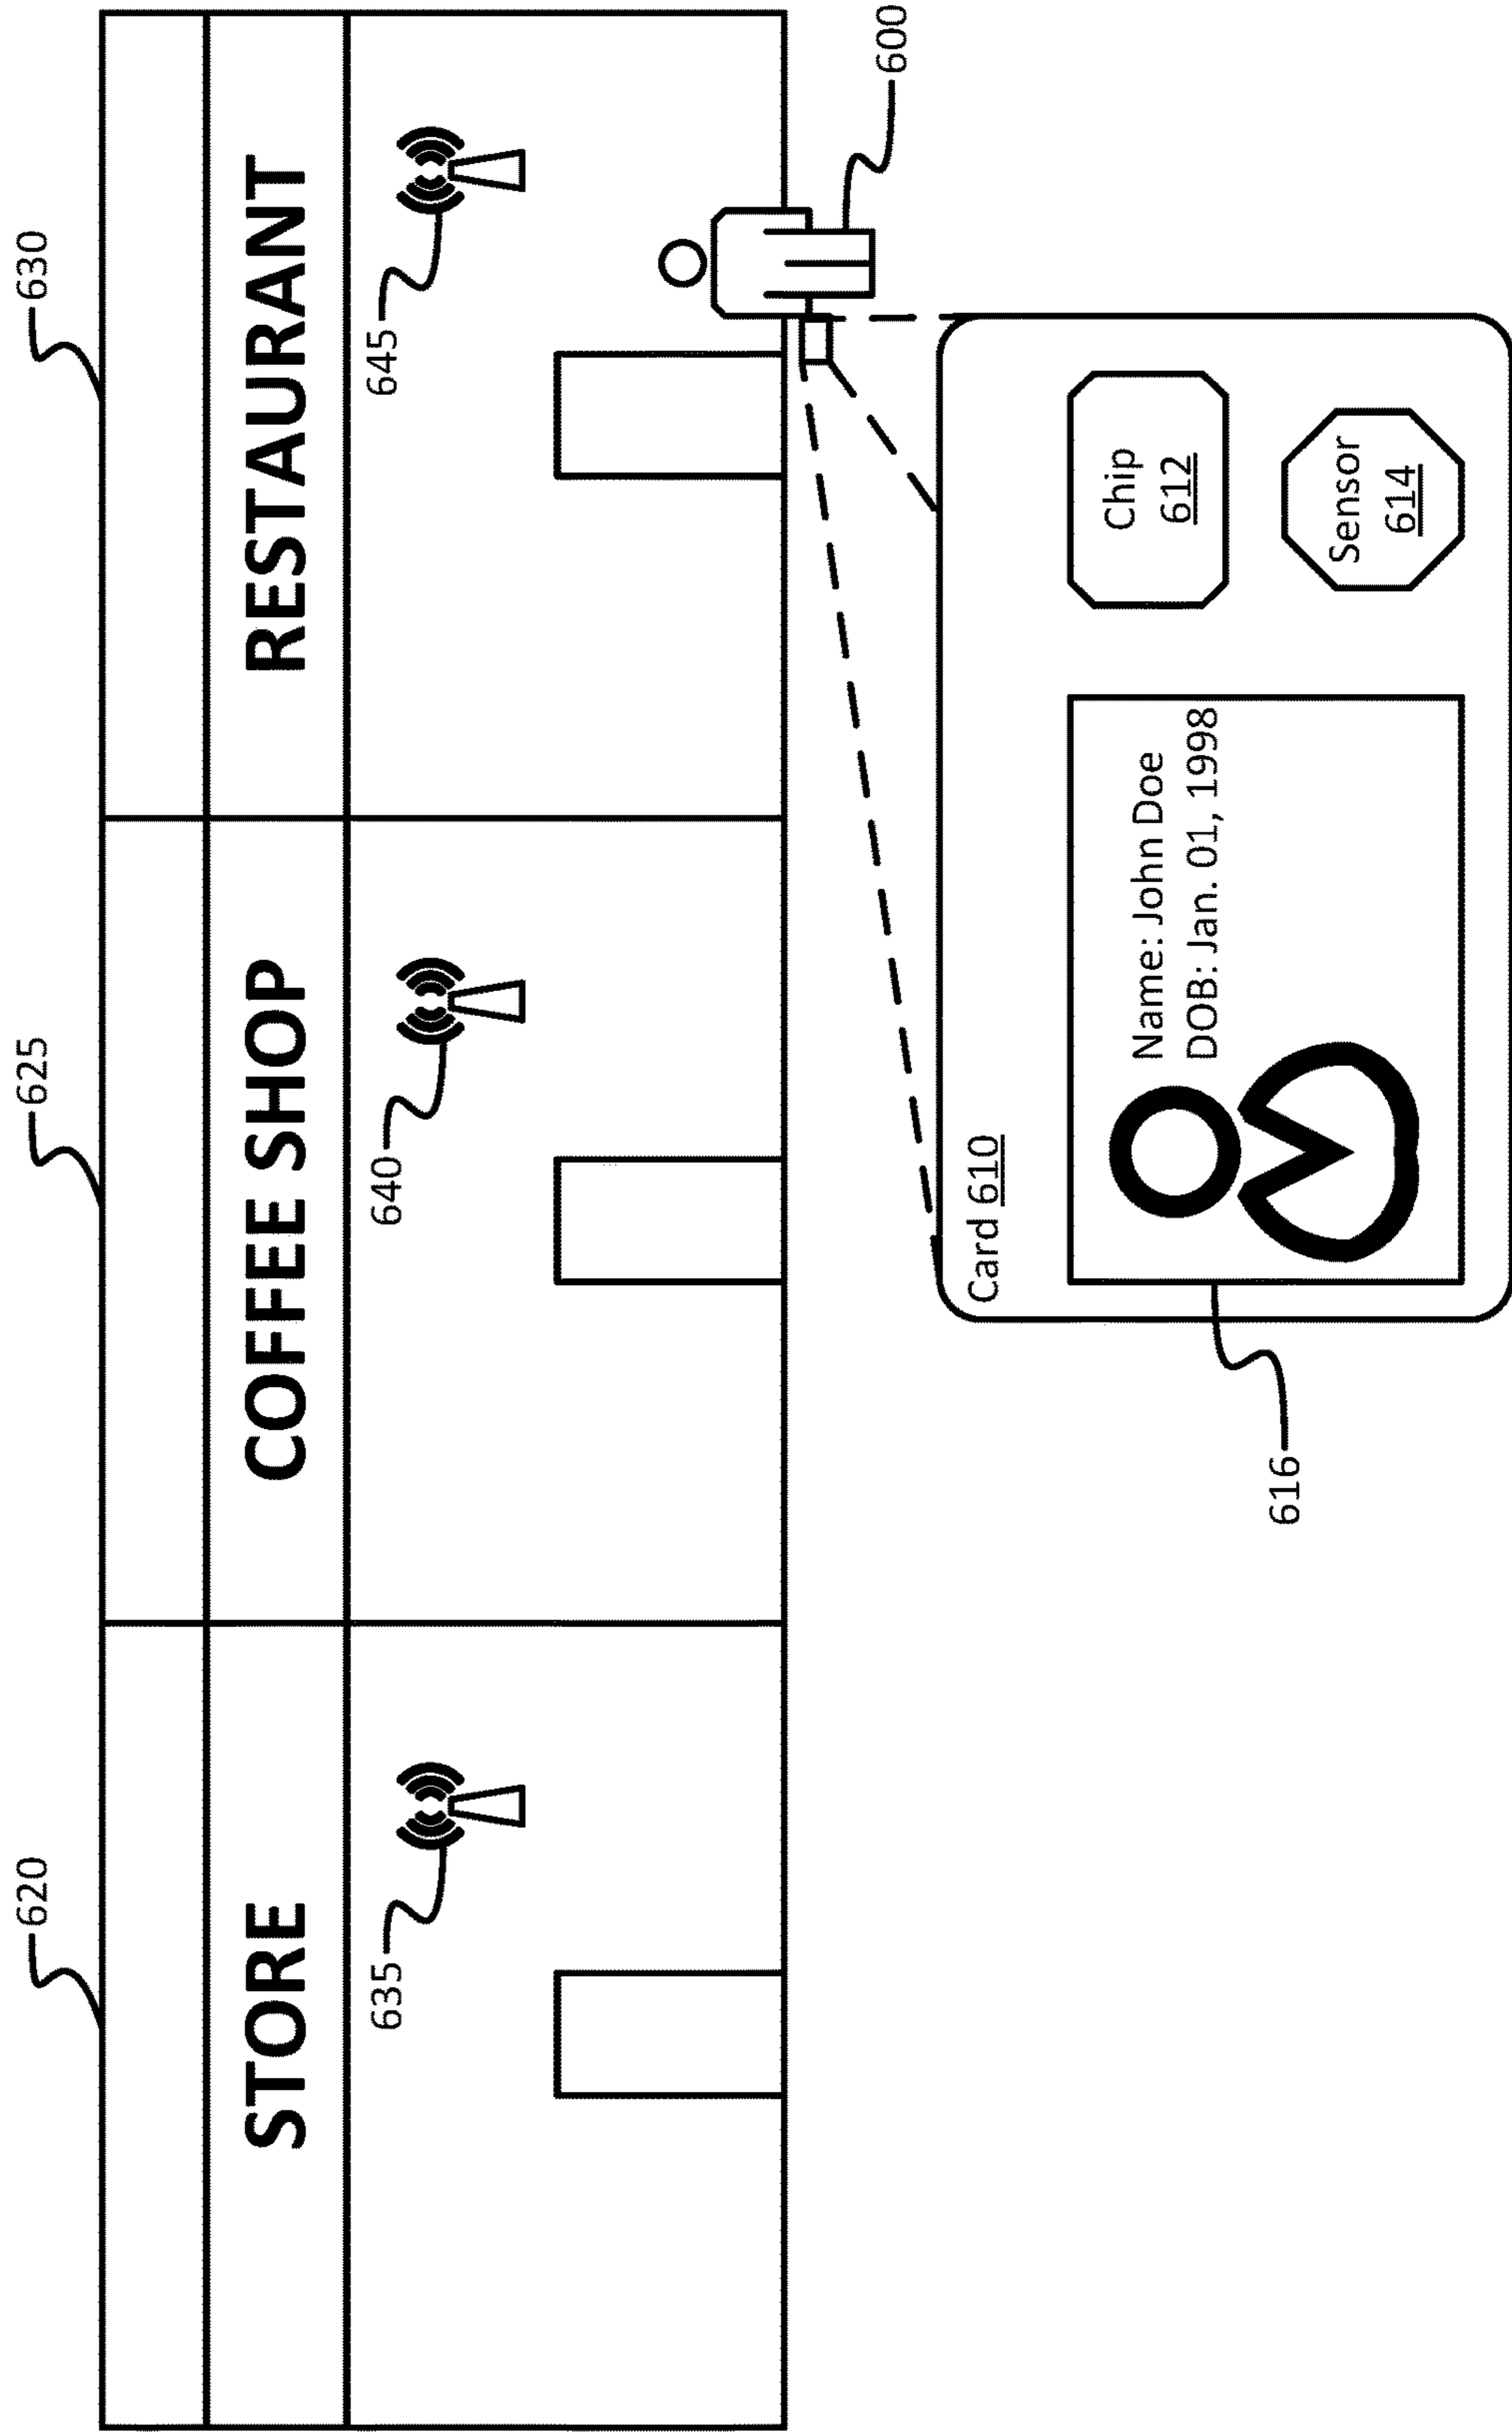 620
625
630
STORE
COFFEE SHOP
RESTAURANT
635
640
645
600
Card 610
Name: John Doe
DOB: Jan. 01, 1998
Chip
612
Sensor
614
616